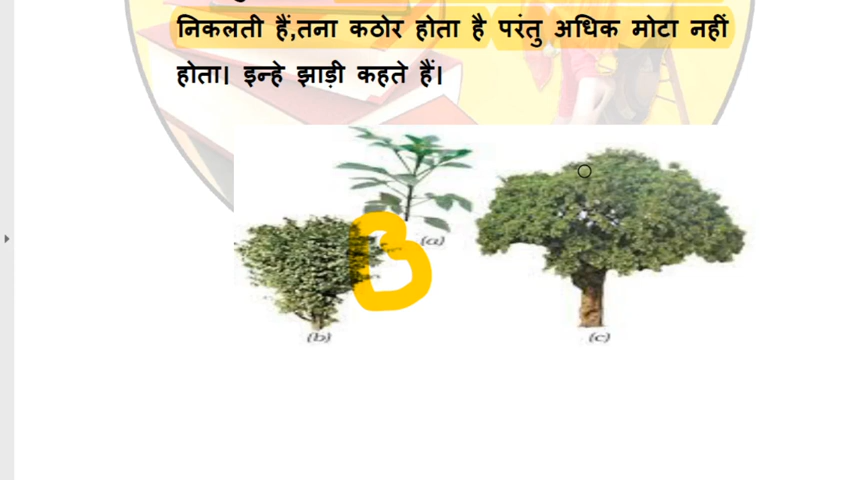 निकलती हैं,तना कठोर होता है परंतु अधिक मोटा नहीं
होता। इन्हे झाड़ी कहते हैं।
(a)
B
(b)
(c)